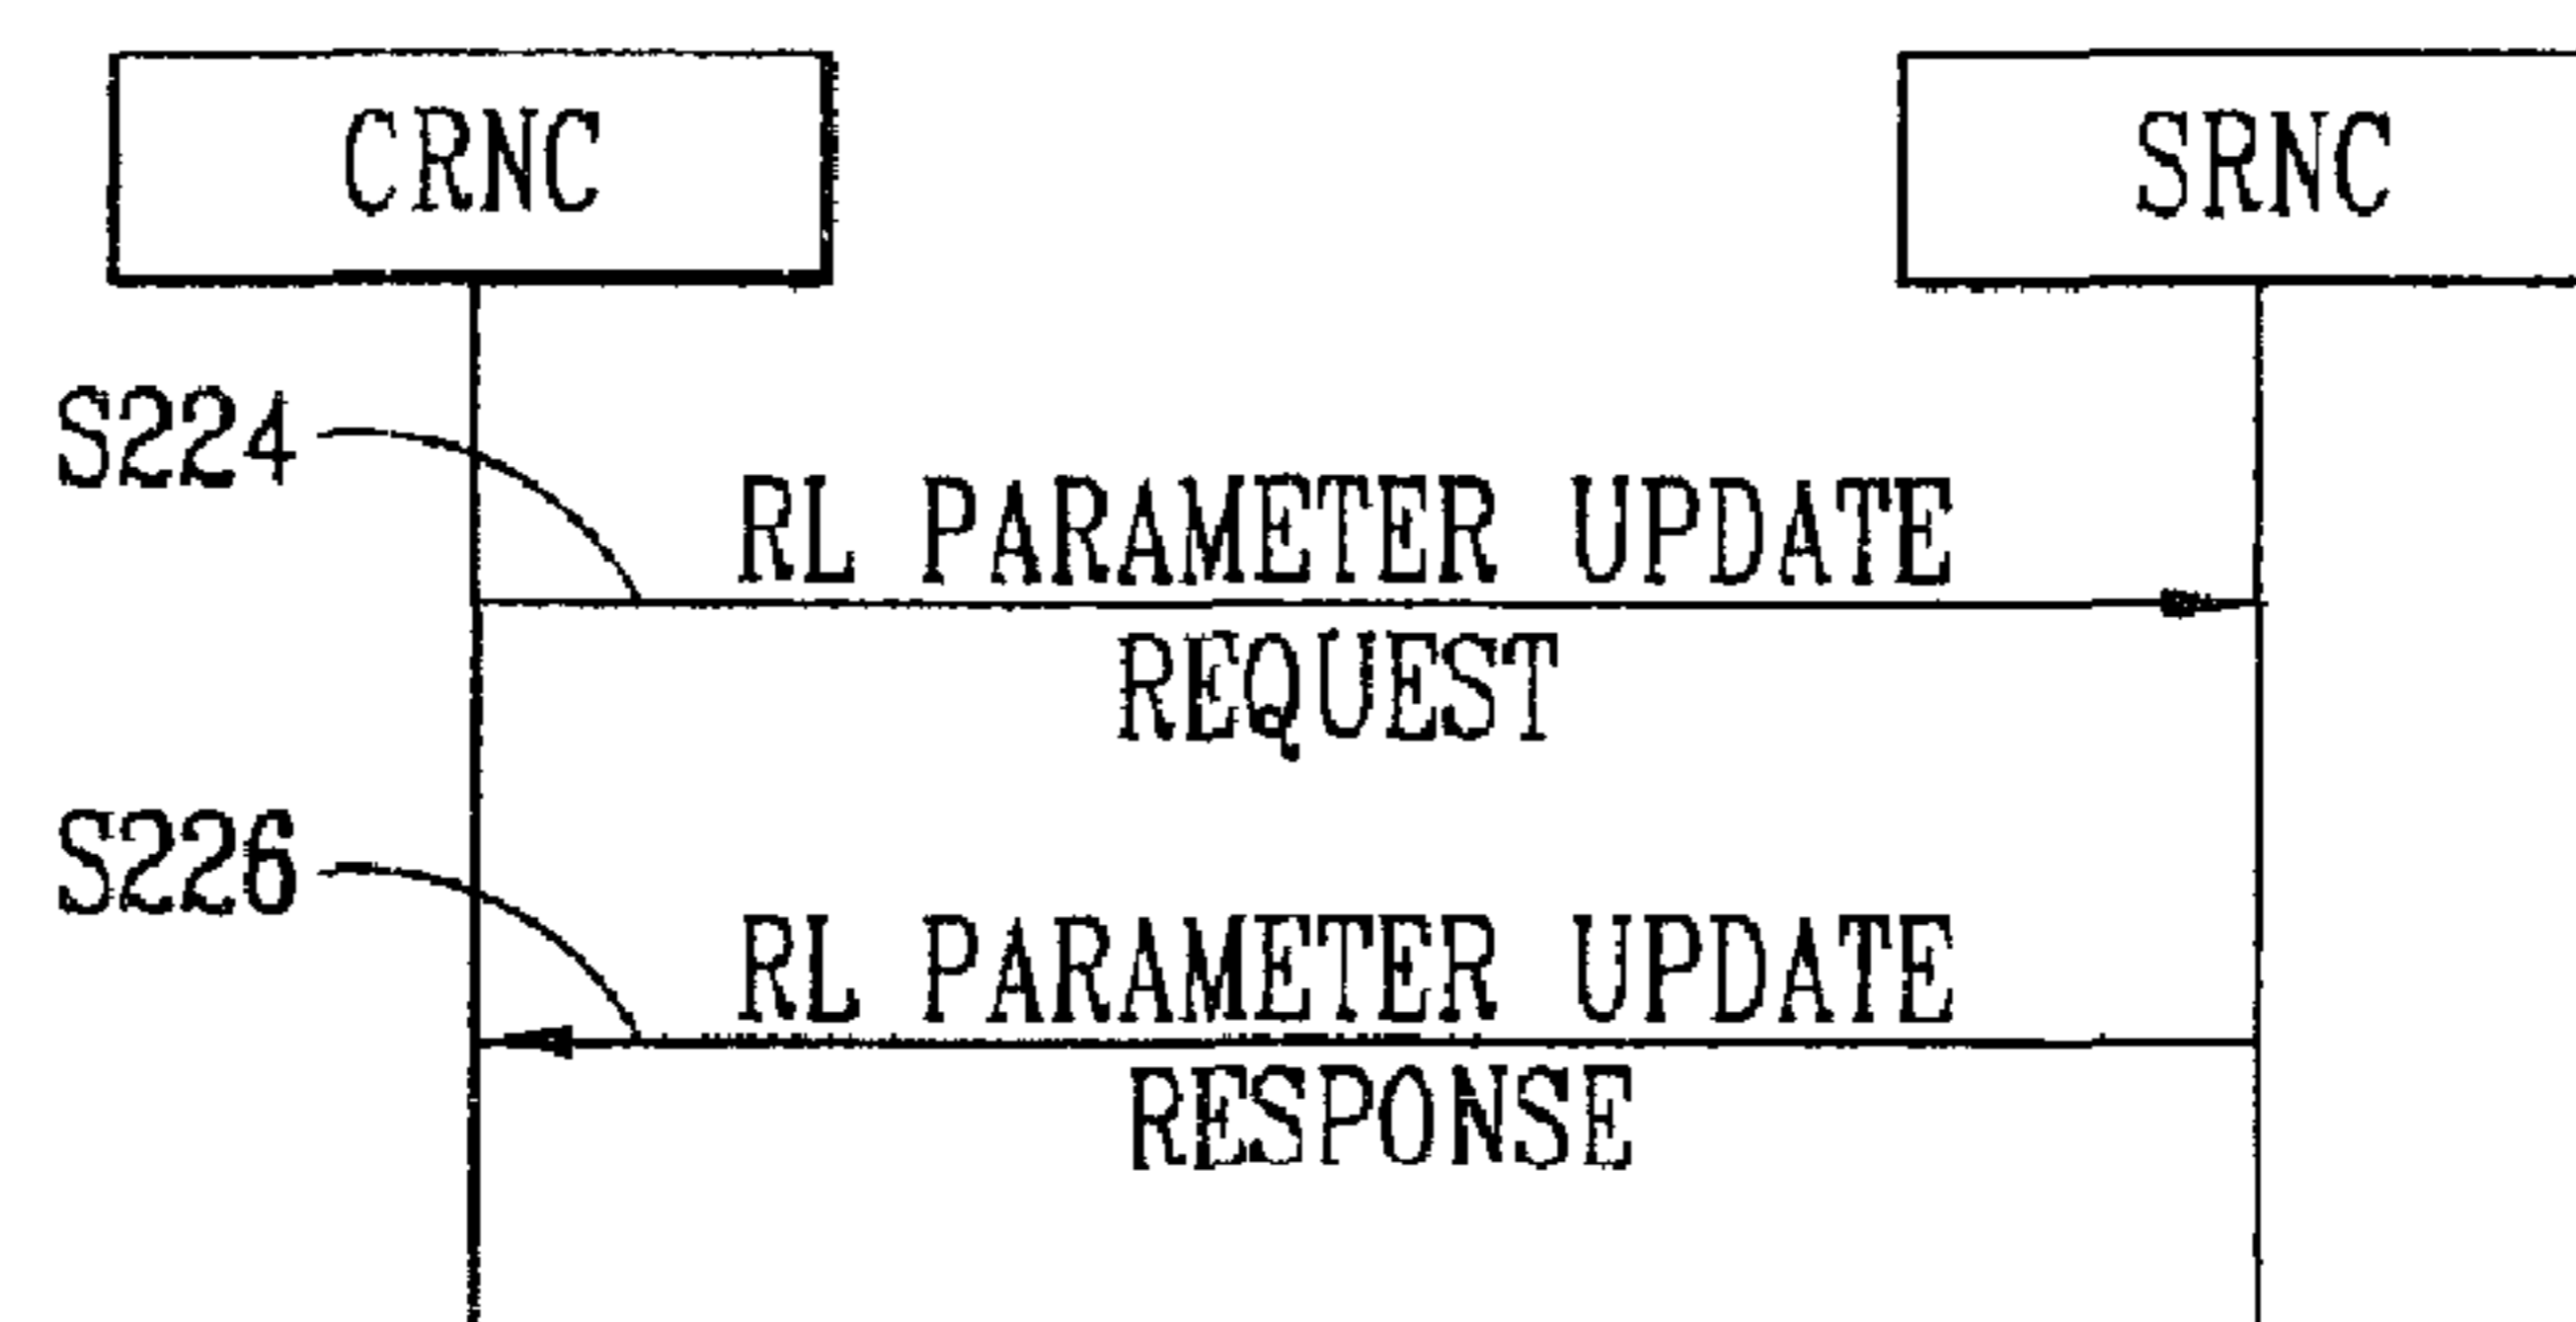 CRNC
SRNC
S224
RL PARAMETER UPDATE
REQUEST
S226
RL PARAMETER UPDATE
RESPONSE